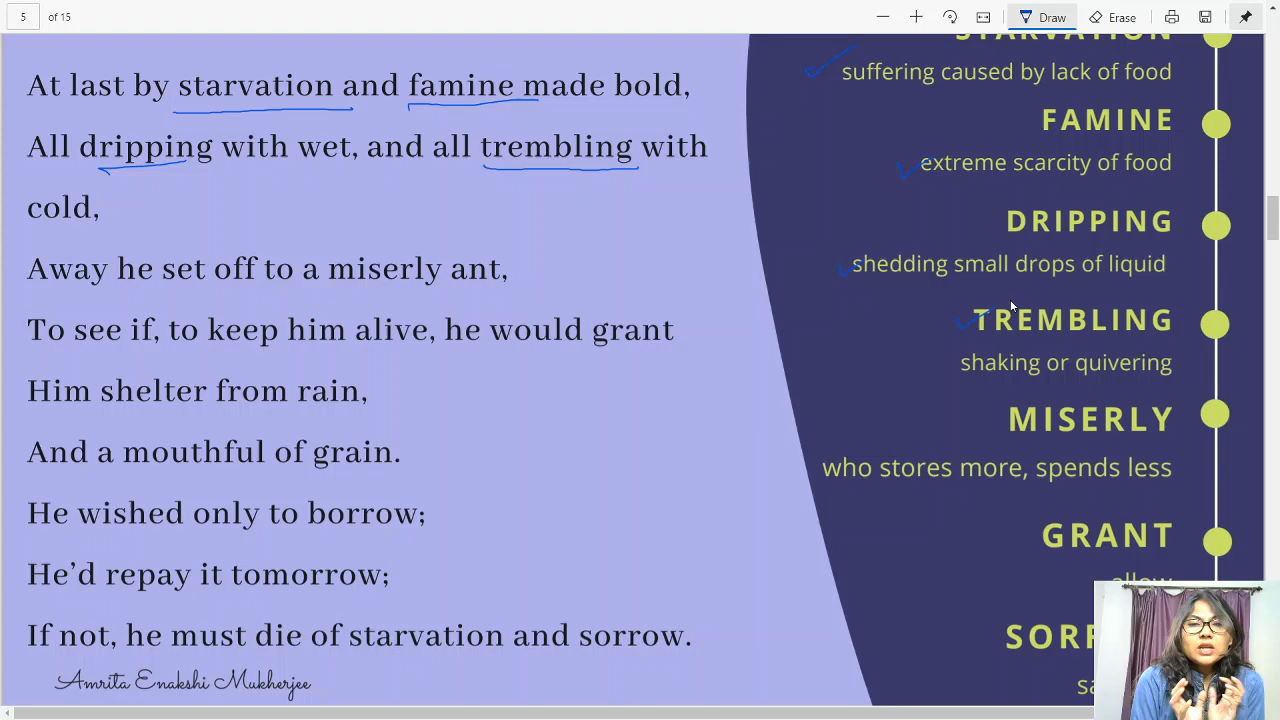 5 of 15 Draw Erase
At last by starvation and famine made bold,
All dripping with wet, and all trembling with
cold,
Away he set off to a miserly ant,
To see if, to keep him alive, he would grant
Him shelter from rain,
And a mouthful of grain.
He wished only to borrow;
He’d repay it tomorrow;
If not, he must die of starvation and sorrow.
Amrita Enakshi Mukherjee
STARVATION
suffering caused by lack of food
FAMINE
extreme scarcity of food
DRIPPING
shedding small drops of liquid
TREMBLING
shaking or quivering
MISERLY
who stores more, spends less
GRANT
allow
SORR
sa